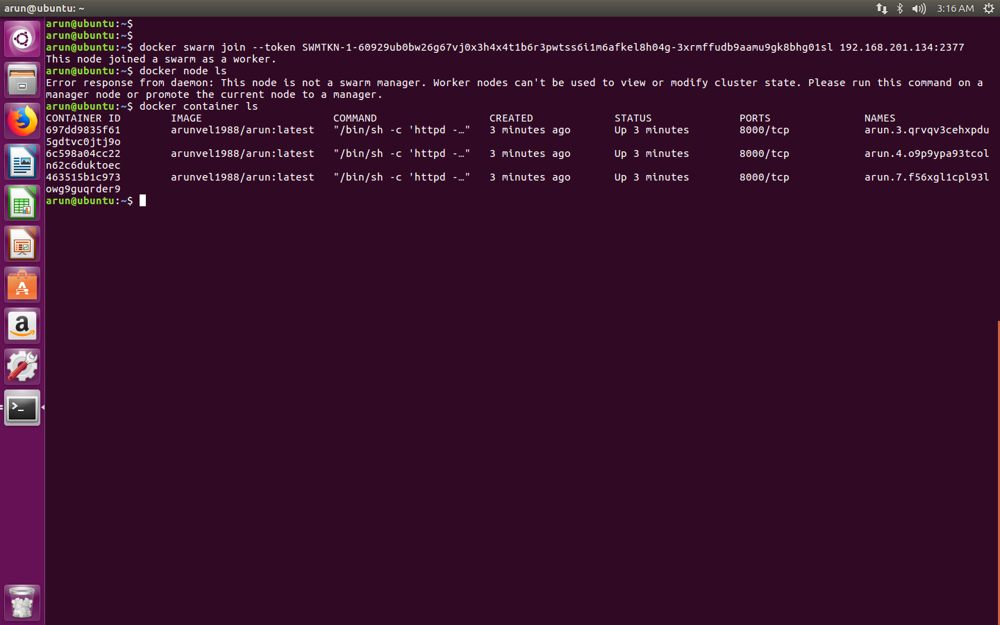 arun@ubuntu: ~
3:16 AM
arun@ubuntu:~$
arun@ubuntu:~$
arun@ubuntu:~$ docker swarm join --token SWMTKN-1-60929ub0bw26g67vj0x3h4x4t1b6r3pwtss6i1m6afkel8h04g-3xrmffudb9aamu9gk8bhg01sl 192.168.201.134:2377
This node joined a swarm as a worker.
arun@ubuntu:~$ docker node ls
Error response from daemon: This node is not a swarm manager. Worker nodes can't be used to view or modify cluster state. Please run this command on a
manager node or promote the current node to a manager.
arun@ubuntu:~$ docker container ls
CONTAINER ID        IMAGE                     COMMAND                  CREATED             STATUS              PORTS               NAMES
697dd9835f61        arunvel1988/arun:latest   "/bin/sh -c 'httpd -…"   3 minutes ago       Up 3 minutes        8000/tcp            arun.3.qrvqv3cehxpdu
5gdtvc0jtj9o
6c598a04cc22        arunvel1988/arun:latest   "/bin/sh -c 'httpd -…"   3 minutes ago       Up 3 minutes        8000/tcp            arun.4.o9p9ypa93tcol
n62c6duktoec
463515b1c973        arunvel1988/arun:latest   "/bin/sh -c 'httpd -…"   3 minutes ago       Up 3 minutes        8000/tcp            arun.7.f56xgl1cpl93l
owg9guqrder9
arun@ubuntu:~$